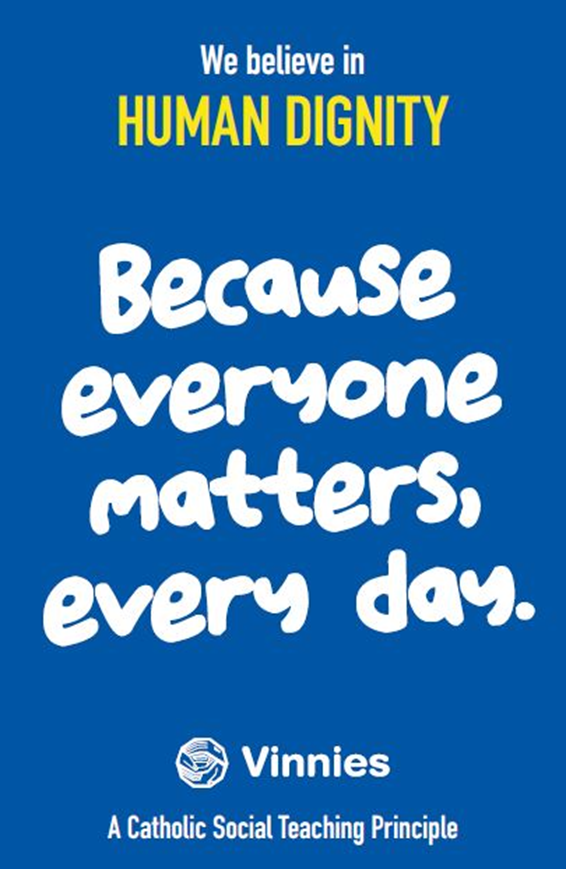 We believe in
HUMAN DIGNITY
Because
everyone
matters,
every day.
Vinnies
A Catholic Social Teaching Principle